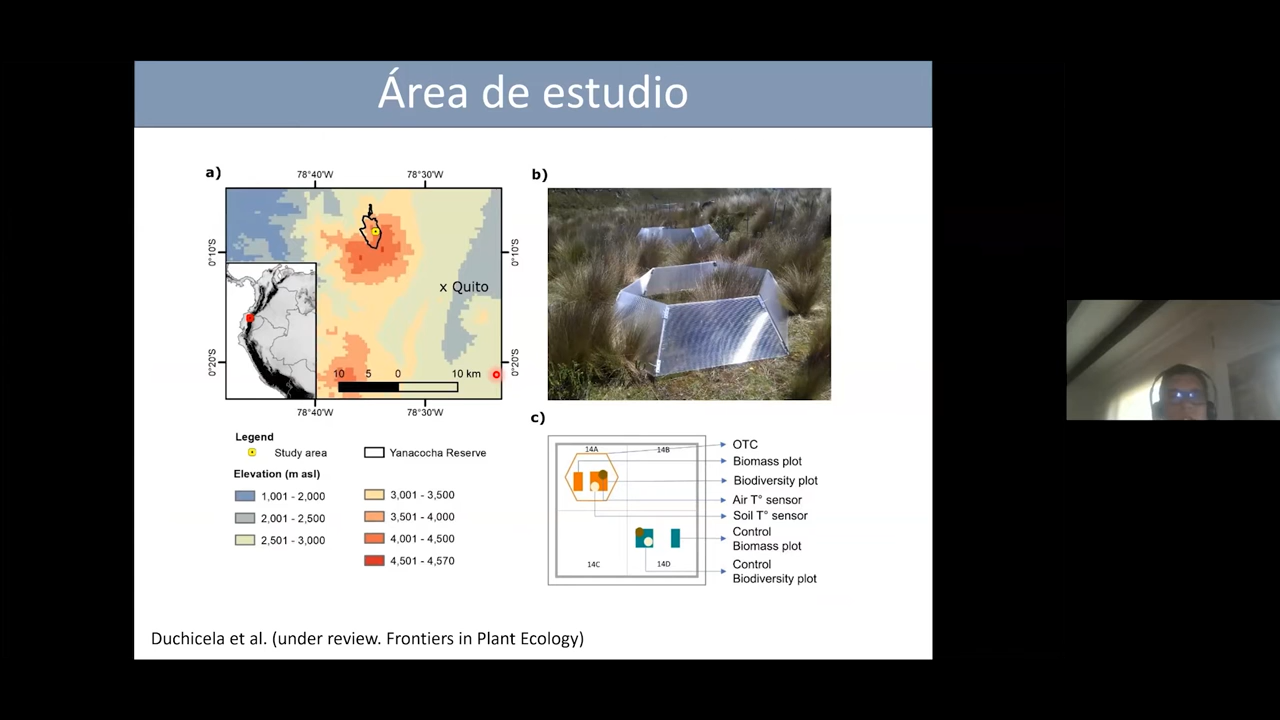 Área de estudio
a)
78°40'W
78°30'W
0°10'S
0°10'S
x Quito
0°20'S
0°20'S
10 5 0 10 km
78°40'W
78°30'W
Legend
Study area
Yanacocha Reserve
Elevation (m asl)
1,001 - 2,000
2,001 - 2,500
2,501 - 3,000
3,001 - 3,500
3,501 - 4,000
4,001 - 4,500
4,501 - 4,570
b)
c)
14A
14B
14C
14D
OTC
Biomass plot
Biodiversity plot
Air T° sensor
Soil T° sensor
Control
Biomass plot
Control
Biodiversity plot
Duchicela et al. (under review. Frontiers in Plant Ecology)